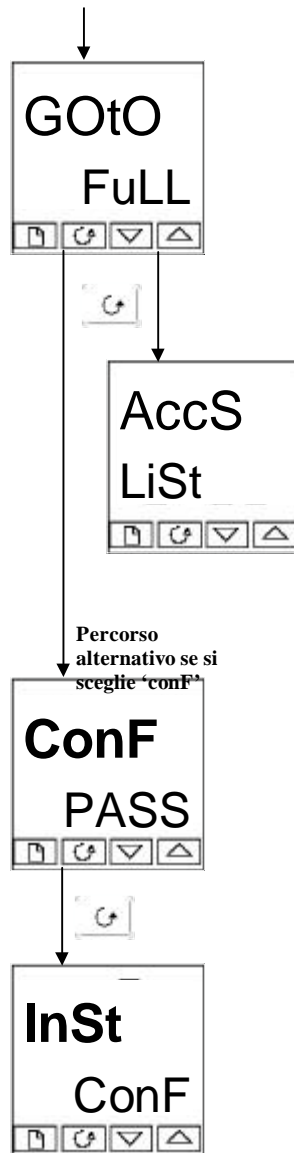 GOtO
FuLL
AccS
LiSt
Percorso
alternativo se si
sceglie ‘conF’
ConF
PASS
InSt
ConF